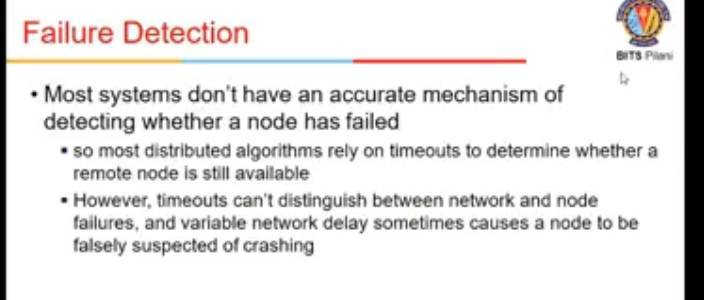 Failure Detection
BITS Pilani
• Most systems don't have an accurate mechanism of
detecting whether a node has failed
▪ so most distributed algorithms rely on timeouts to determine whether a
remote node is still available
▪ However, timeouts can't distinguish between network and node
failures, and variable network delay sometimes causes a node to be
falsely suspected of crashing